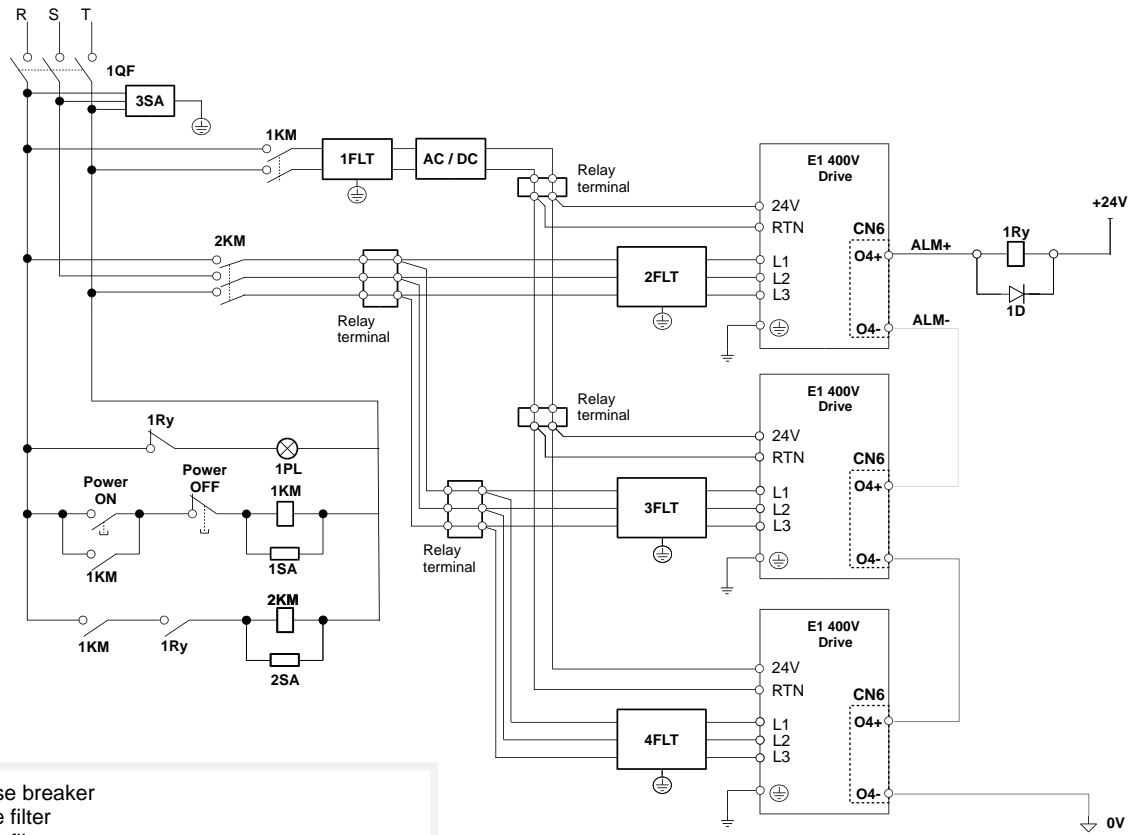 R S T
1QF
3SA
1KM
1FLT
AC / DC
Relay
terminal
E1 400V
Drive
24V
RTN
L1
L2
L3
CN6
O4+
O4-
ALM+
ALM-
1Ry
1D
+24V
2KM
Relay
terminal
2FLT
1Ry
1PL
Power
ON
Power
OFF
1KM
1KM
1SA
2KM
1KM
1Ry
2SA
Relay
terminal
Relay
terminal
3FLT
E1 400V
Drive
24V
RTN
L1
L2
L3
CN6
O4+
O4-
4FLT
E1 400V
Drive
24V
RTN
L1
L2
L3
CN6
O4+
O4-
0V
se breaker
e filter